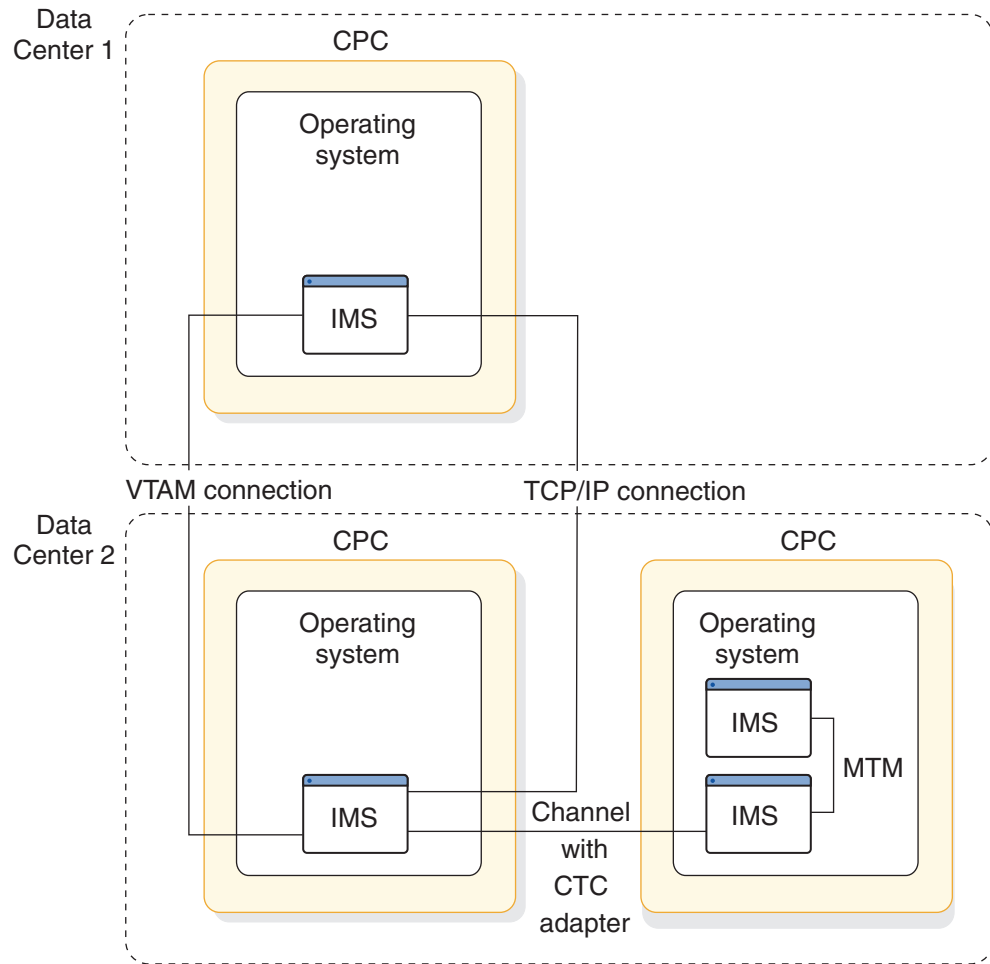 Data
Center 1
CPC
Operating
system
IMS
VTAM connection
TCP/IP connection
Data
Center 2
CPC
Operating
system
IMS
Channel
with
CTC
adapter
CPC
Operating
system
IMS
MTM
IMS